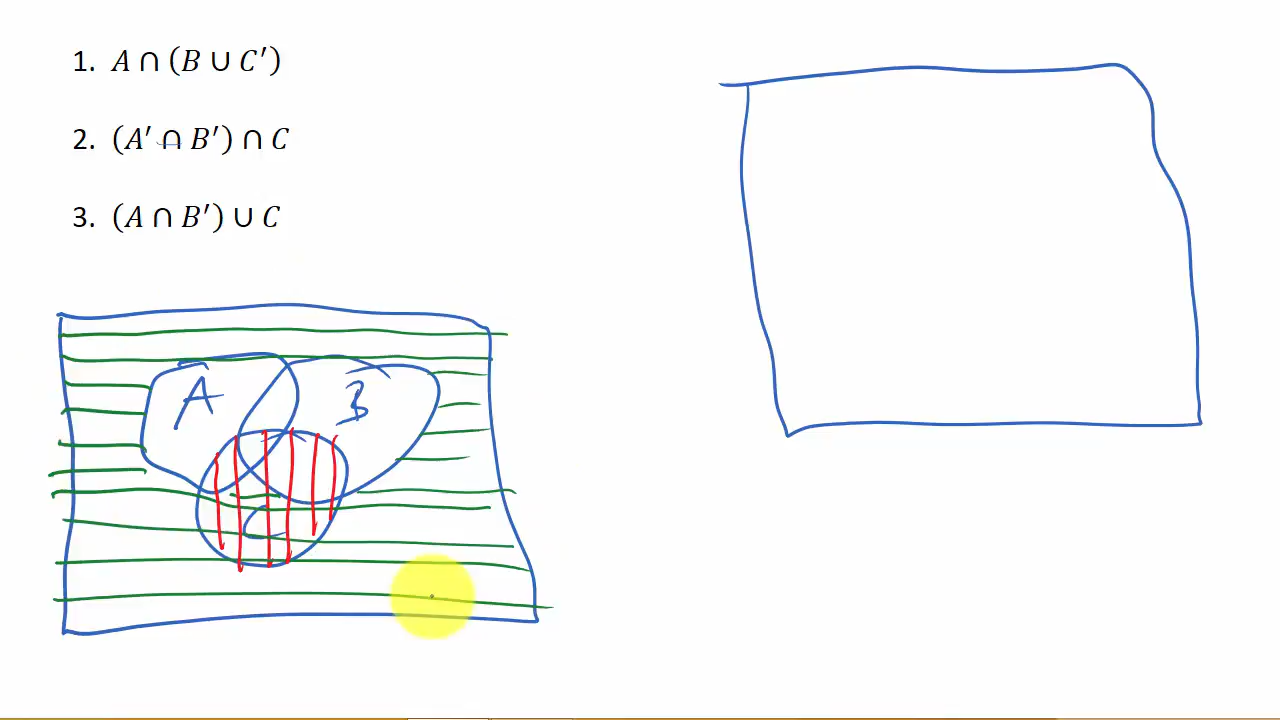 1. A ∩ (B ∪ C′)
2. (A′ ∩ B′) ∩ C
3. (A ∩ B′) ∪ C
A B
C